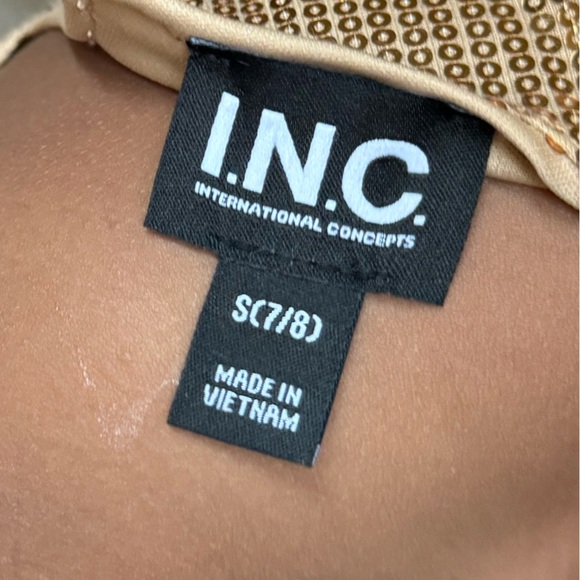 I.N.C.
INTERNATIONAL CONCEPTS
S(7/8)
MADE IN
VIETNAM